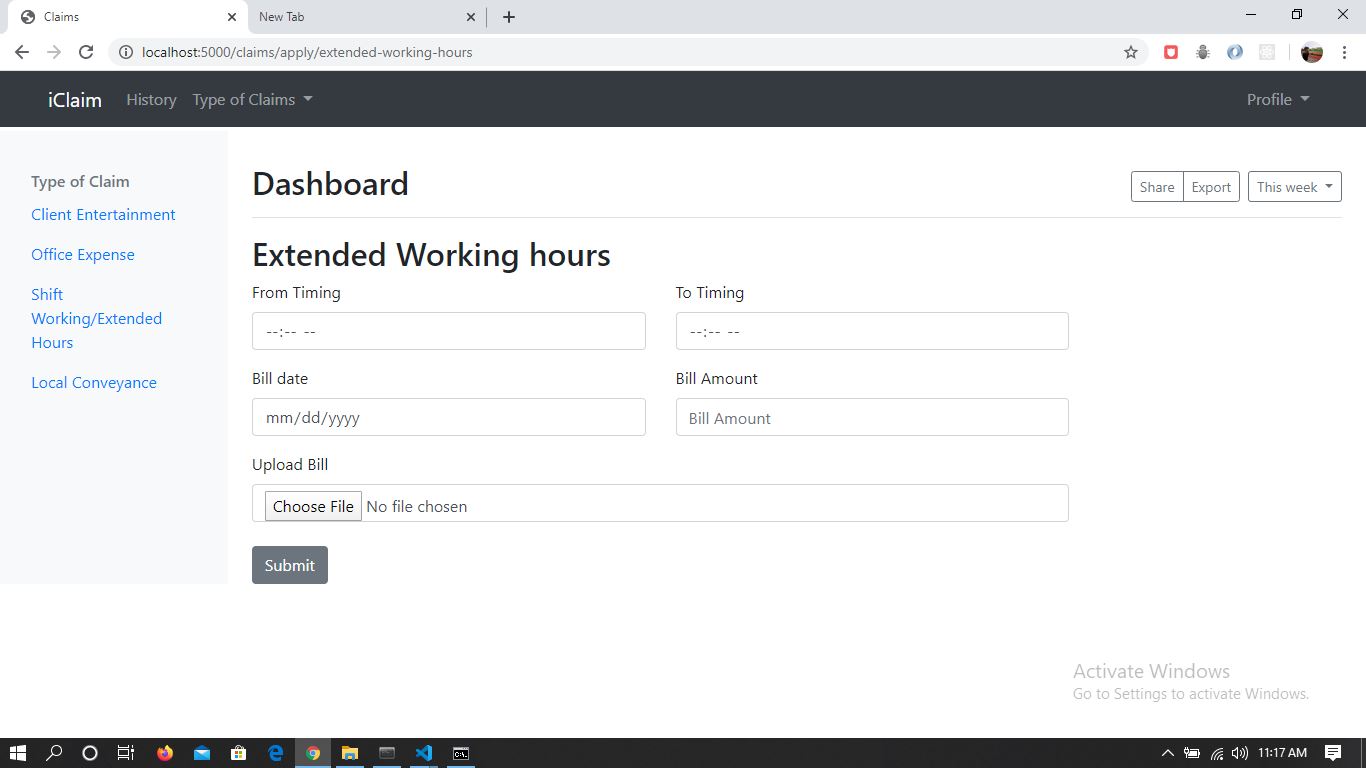 Claims
New Tab
localhost:5000/claims/apply/extended-working-hours
iClaim History Type of Claims Profile
Type of Claim
Client Entertainment
Office Expense
Shift
Working/Extended
Hours
Local Conveyance
Dashboard
Share Export This week
Extended Working hours
From Timing To Timing
--:-- -- --:-- --
Bill date Bill Amount
mm/dd/yyyy Bill Amount
Upload Bill
Choose File No file chosen
Submit
Activate Windows
Go to Settings to activate Windows.
11:17 AM